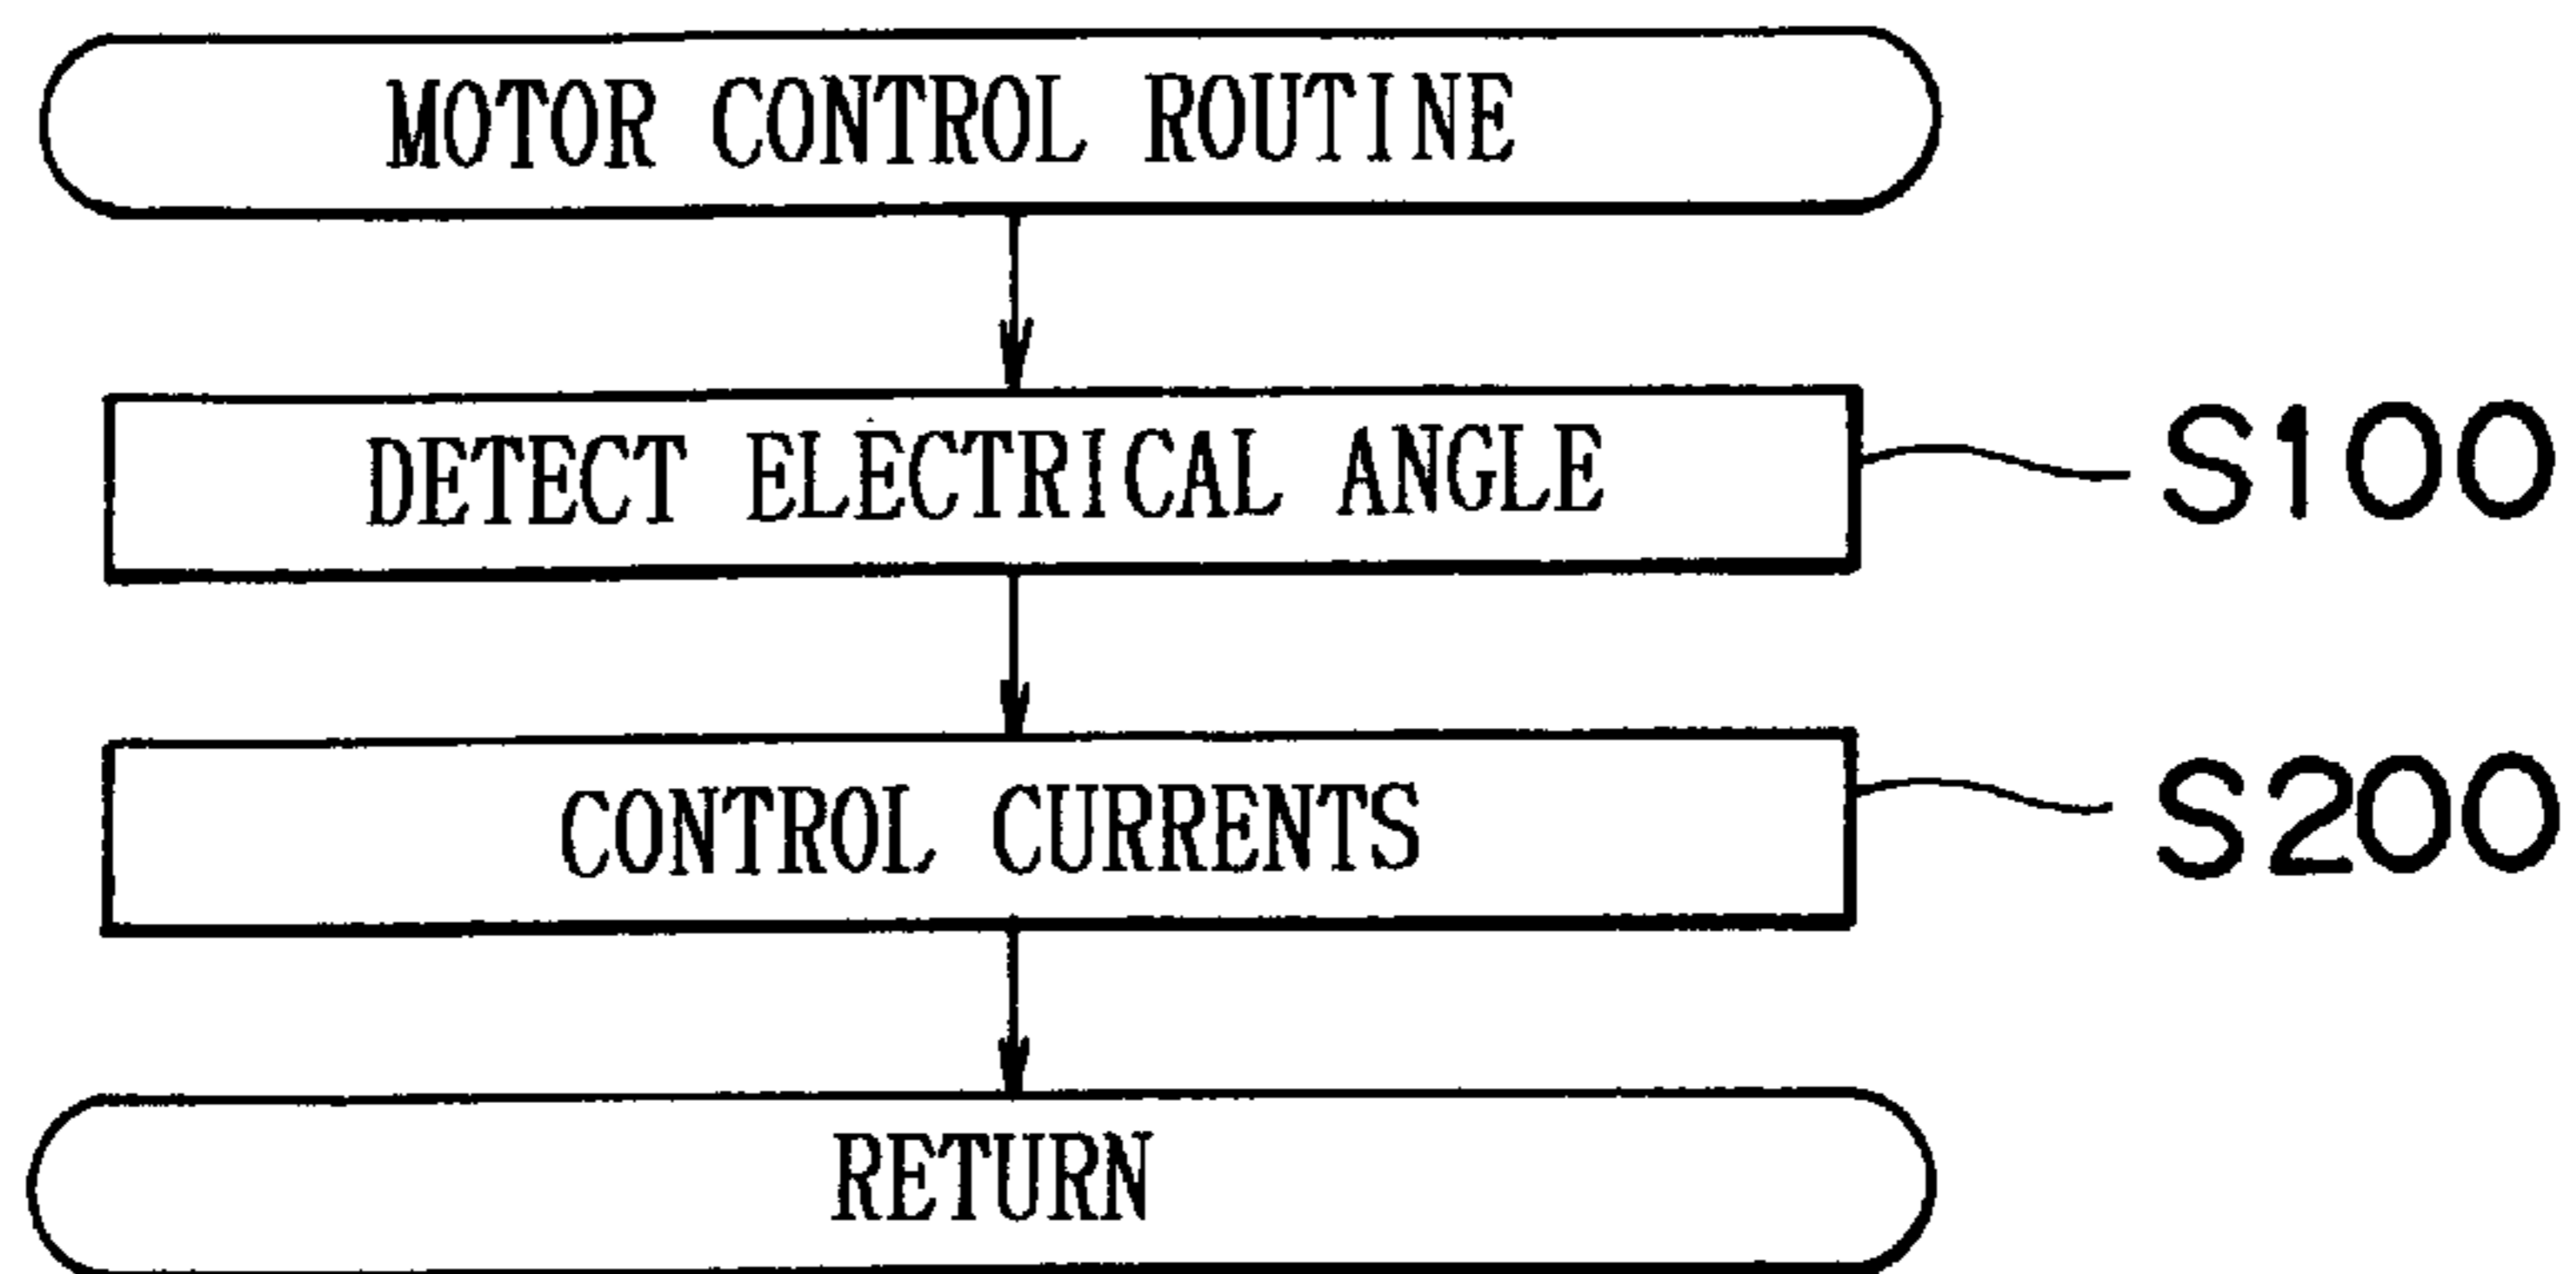 MOTOR CONTROL ROUTINE
DETECT ELECTRICAL ANGLE
S100
CONTROL CURRENTS
S200
RETURN